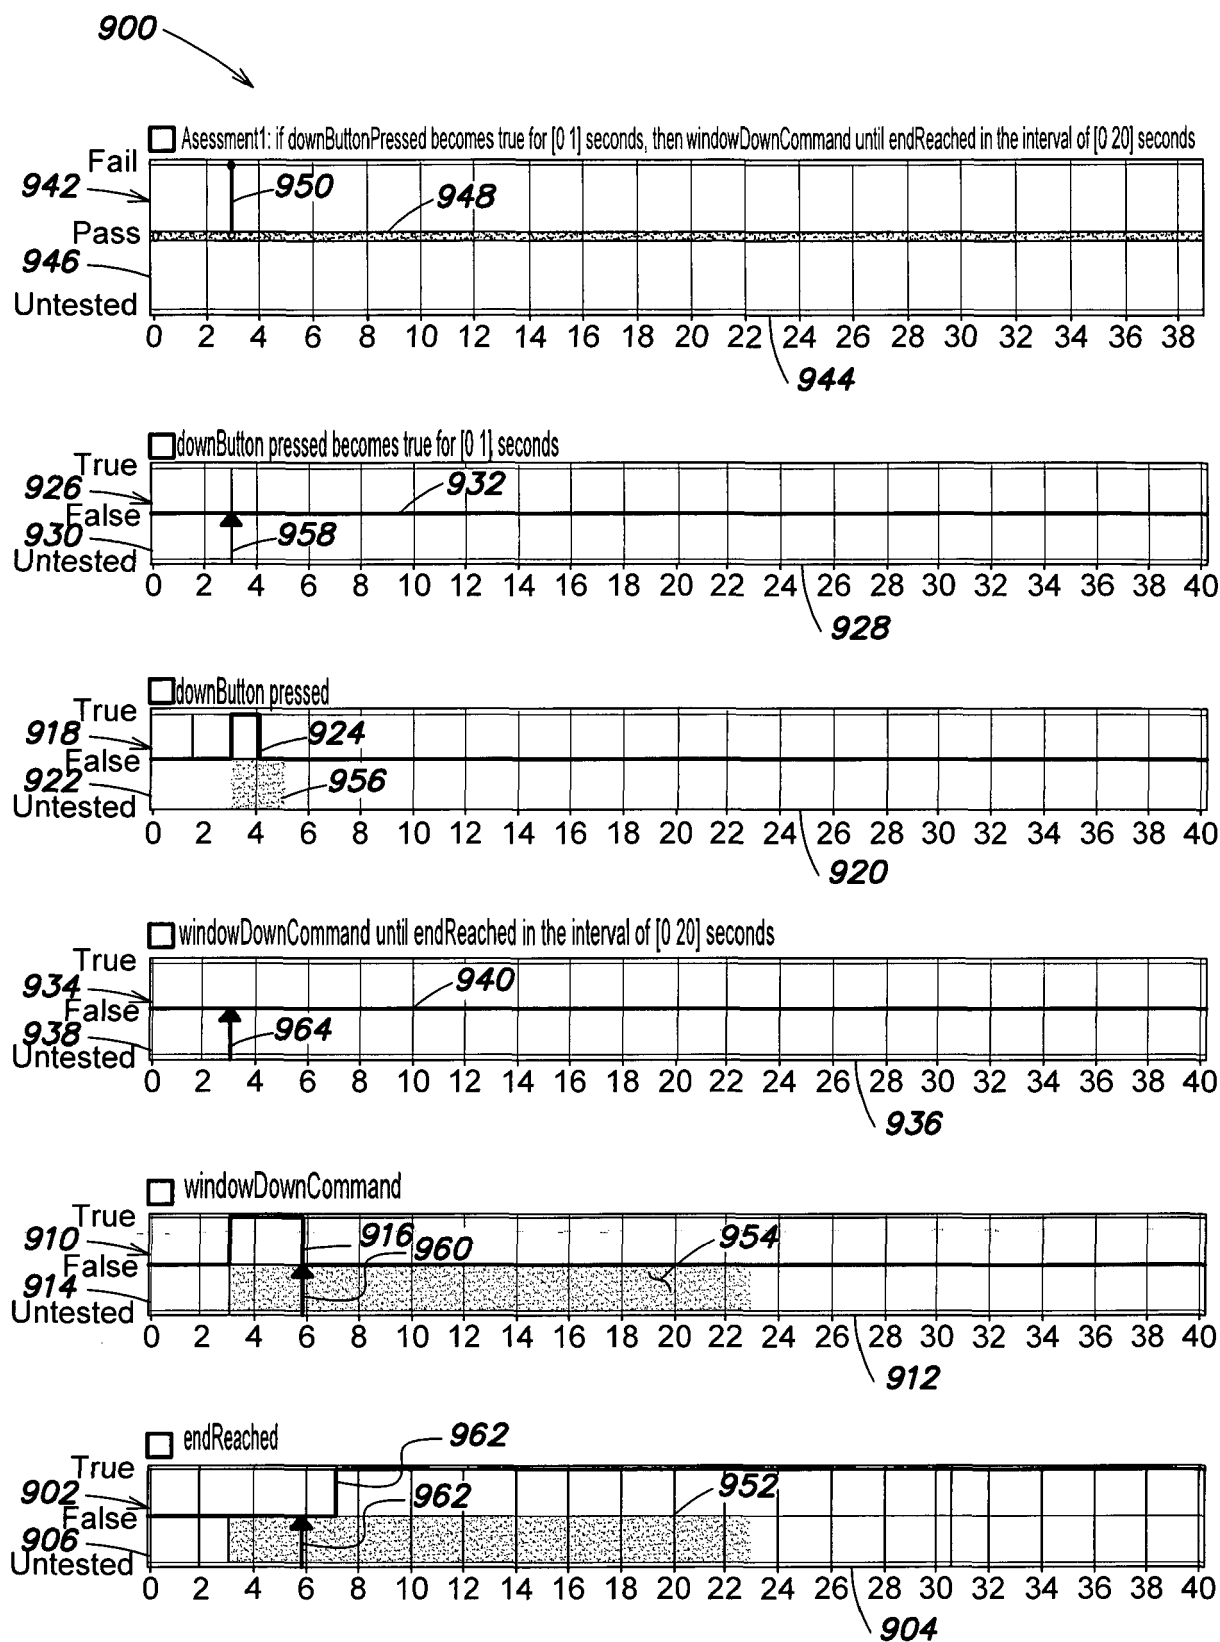 900
Asessment1: if downButtonPressed becomes true for [0 1] seconds, then windowDownCommand until endReached in the interval of [0 20] seconds
Fail
942
950
948
Pass
946
Untested
0 2 4 6 8 10 12 14 16 18 20 22 24 26 28 30 32 34 36 38
944
downButton pressed becomes true for [0 1] seconds
True
926
932
False
930
958
Untested
0 2 4 6 8 10 12 14 16 18 20 22 24 26 28 30 32 34 36 38 40
928
downButton pressed
True
918
924
False
922
956
Untested
0 2 4 6 8 10 12 14 16 18 20 22 24 26 28 30 32 34 36 38 40
920
windowDownCommand until endReached in the interval of [0 20] seconds
True
934
940
False
938
964
Untested
0 2 4 6 8 10 12 14 16 18 20 22 24 26 28 30 32 34 36 38 40
936
windowDownCommand
True
910
916
960
954
False
914
Untested
0 2 4 6 8 10 12 14 16 18 20 22 24 26 28 30 32 34 36 38 40
912
endReached
962
True
902
962
952
False
906
Untested
0 2 4 6 8 10 12 14 16 18 20 22 24 26 28 30 32 34 36 38 40
904